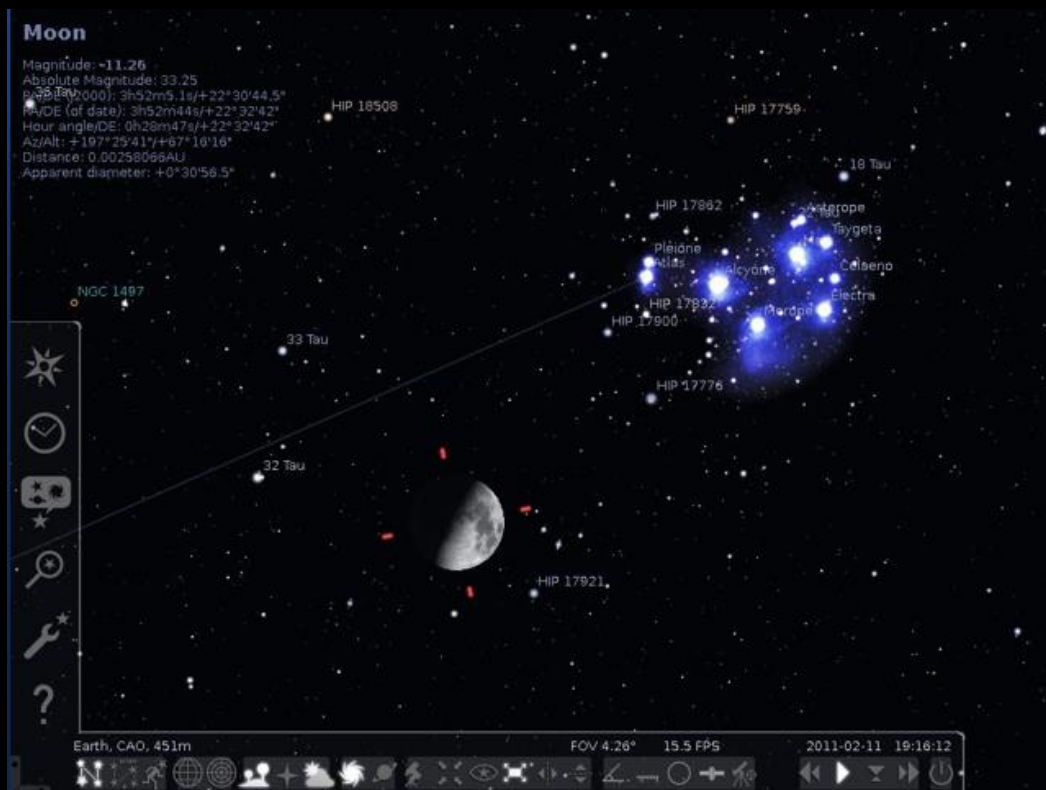 Moon
Magnitude: -11.26
Absolute Magnitude: 33.25
RA/DE (J2000): 3h52m5.1s/+22°30'44.5"
RA/DE (of date): 3h52m44s/+22°32'42"
Hour angle/DE: 0h28m47s/+22°32'42"
Az/Alt: +197°25'41"/+67°16'16"
Distance: 0.00258066AU
Apparent diameter: +0°30'56.5"
HIP 18508
HIP 17759
18 Tau
HIP 17862
Asterope
Taygeta
Pleione
Atlas
Alcyone
Celaeno
NGC 1497
Electra
HIP 17832
Merope
HIP 17900
33 Tau
HIP 17776
32 Tau
HIP 17921
Earth, CAO, 451m FOV 4.26° 15.5 FPS 2011-02-11 19:16:12